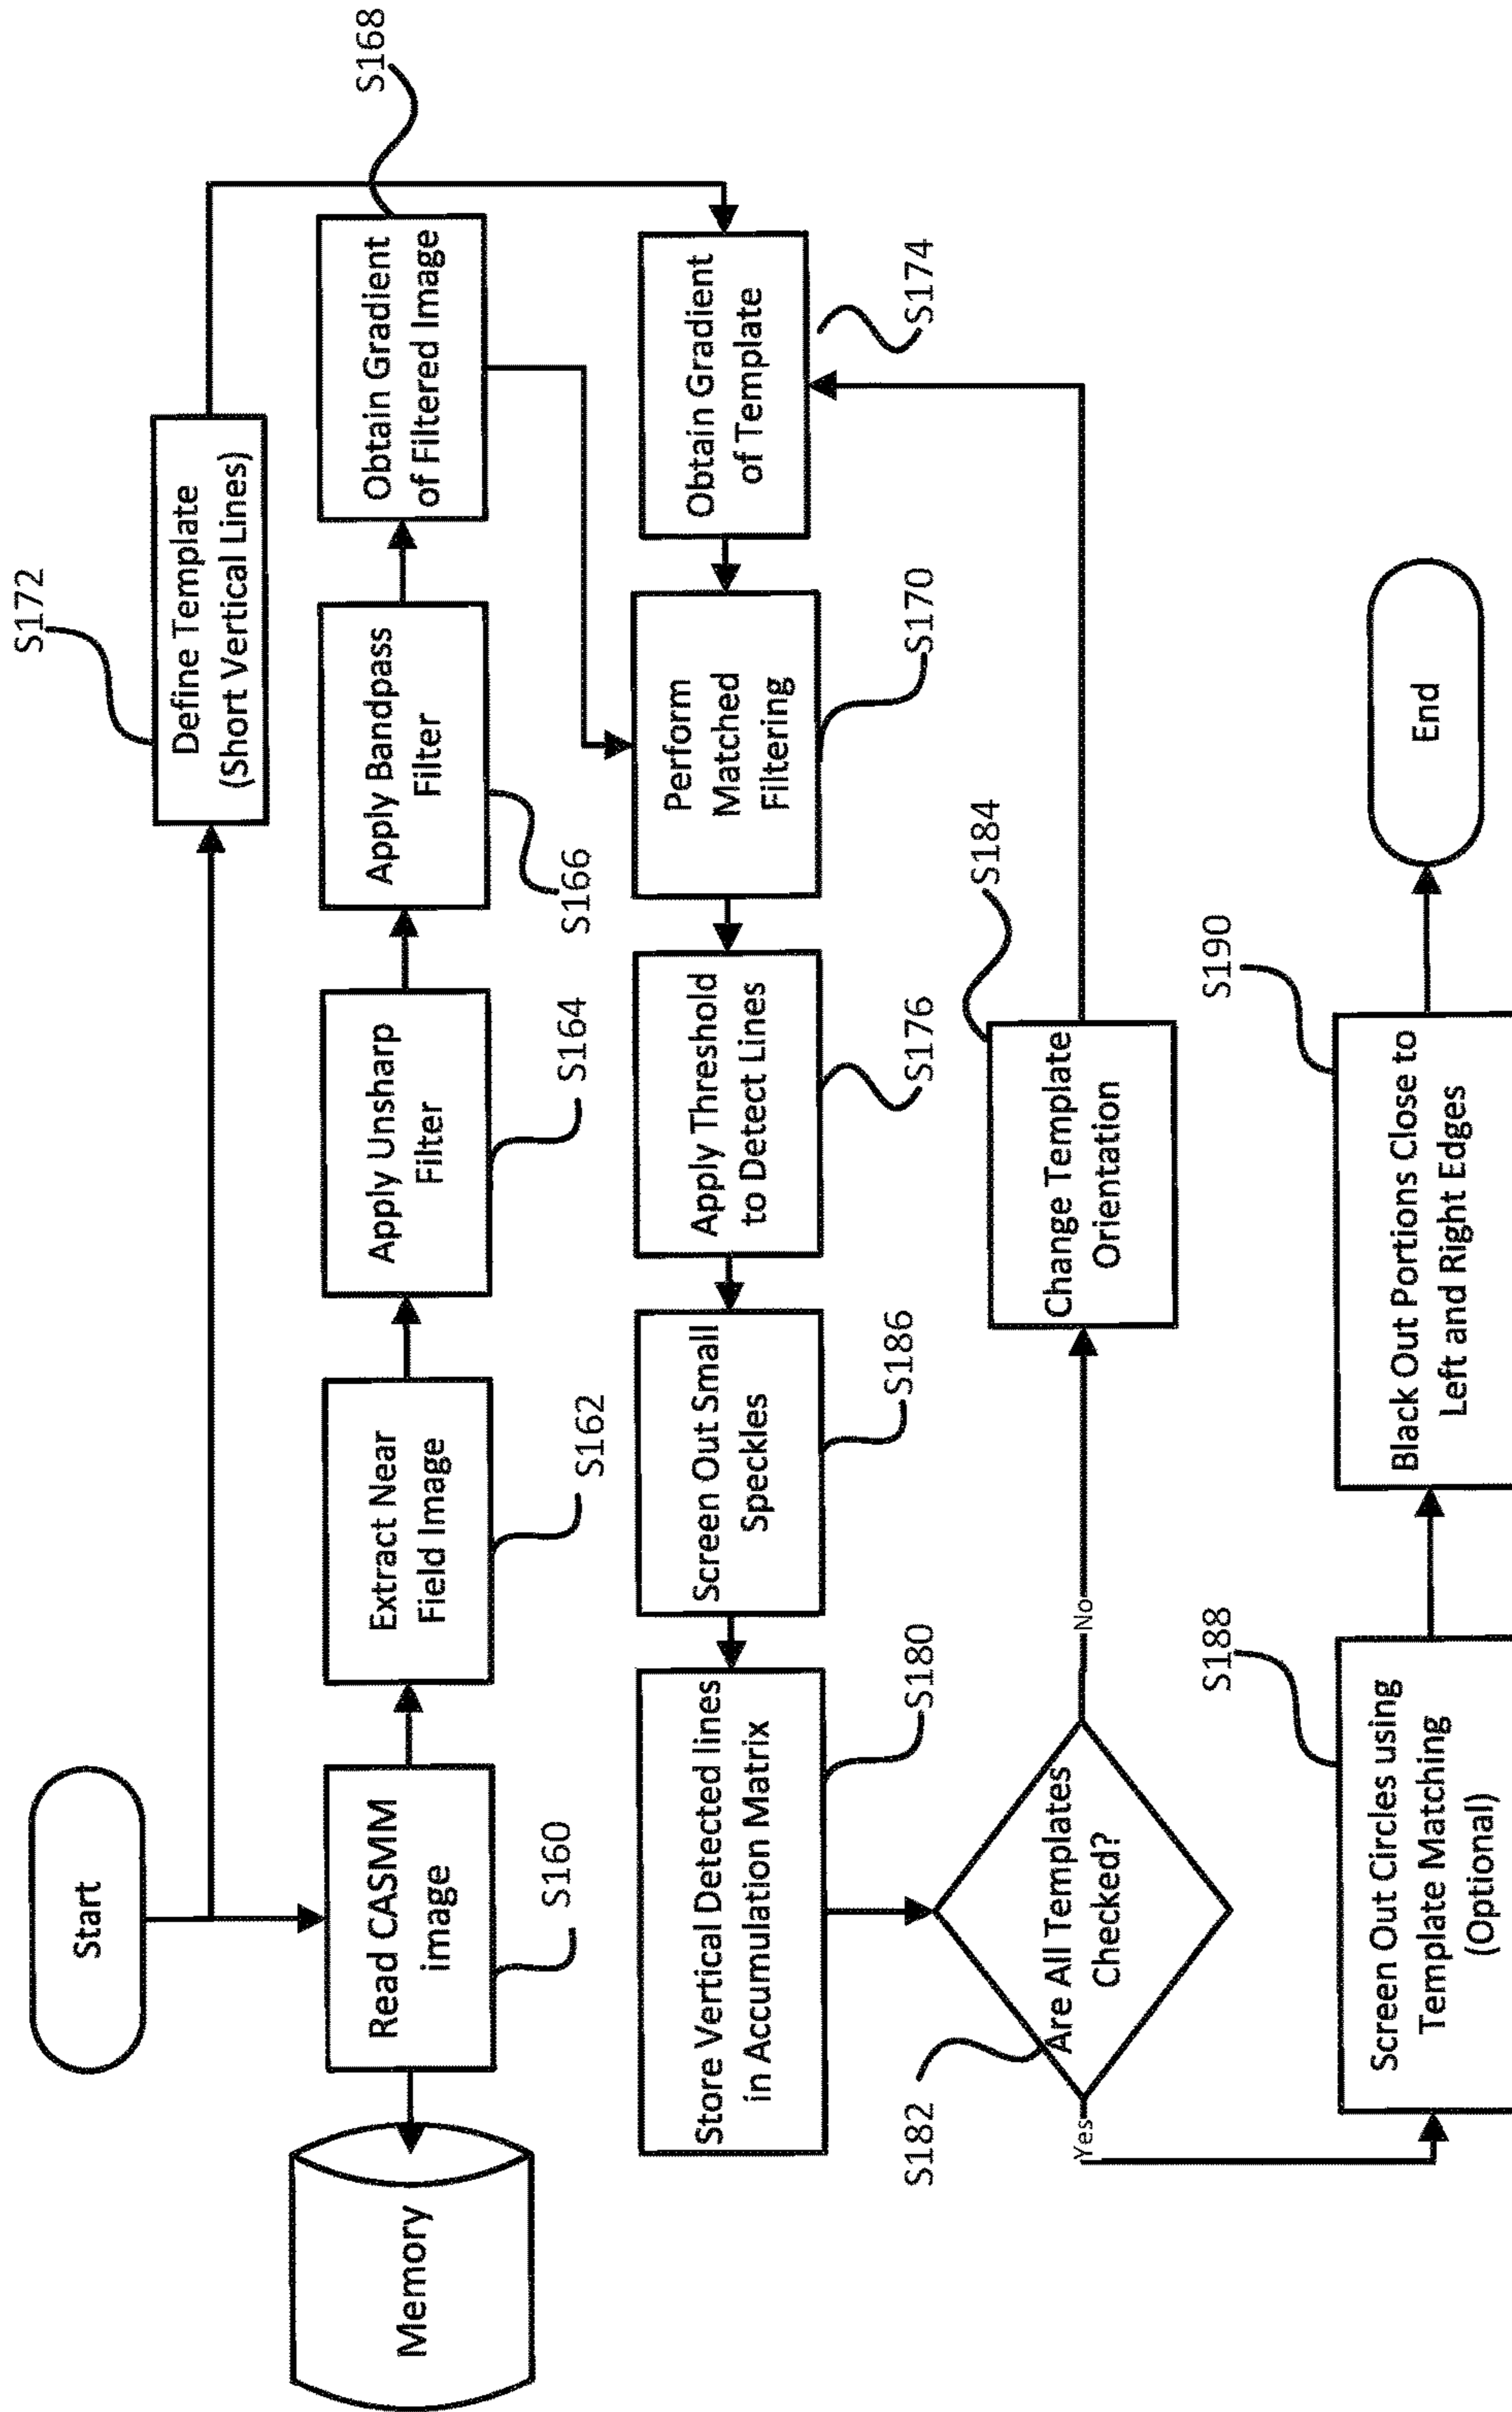 S172
Start
Define Template
(Short Vertical Lines)
S168
Memory
Read CASMM
image
Extract Near
Field Image
Apply Unsharp
Filter
Apply Bandpass
Filter
Obtain Gradient
of Filtered Image
S160
S162
S164
S166
Store Vertical Detected lines
in Accumulation Matrix
Screen Out Small
Speckles
Apply Threshold
to Detect Lines
Perform
Matched
Filtering
Obtain Gradient
of Template
S182
S180
S186
S176
S170
S174
Are All Templates
Checked?
Yes
No
S184
Change Template
Orientation
S188
S190
Screen Out Circles using
Template Matching
(Optional)
Black Out Portions Close to
Left and Right Edges
End